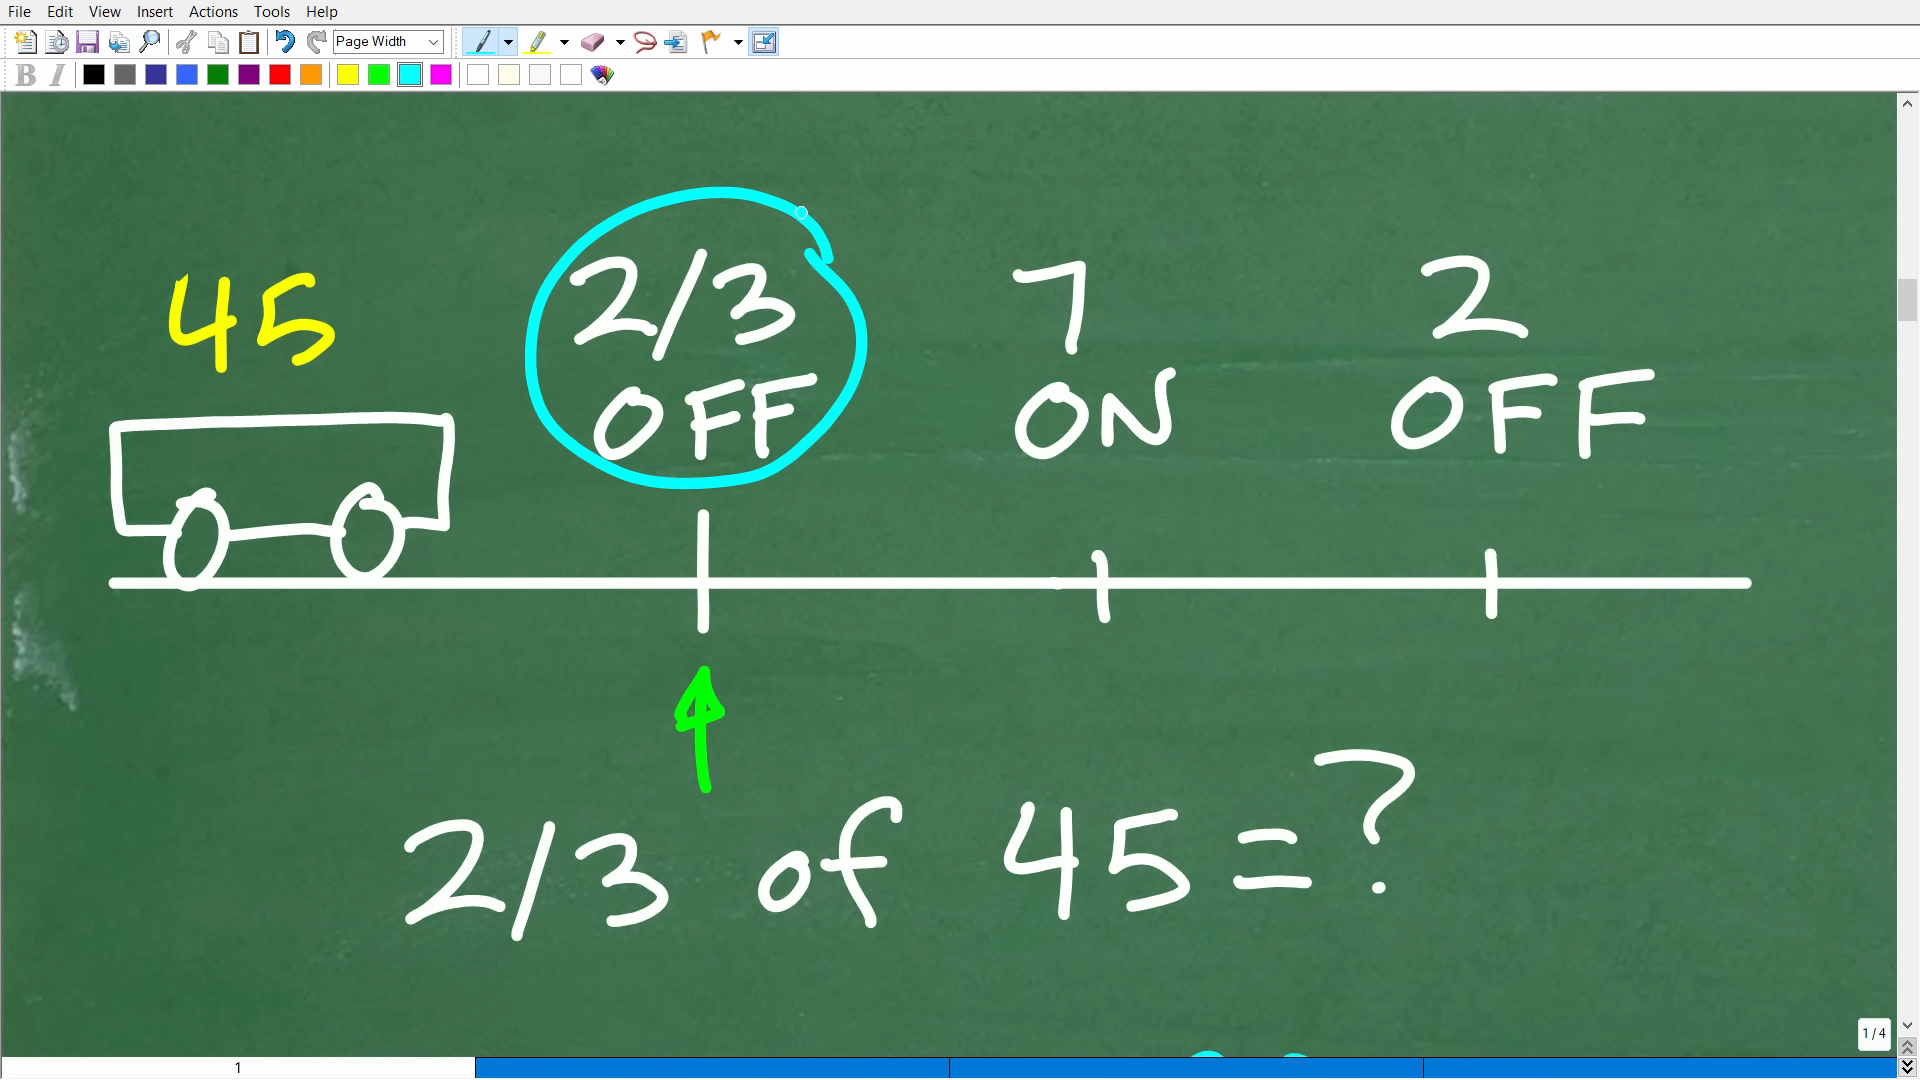 File Edit View Insert Actions Tools Help
Page Width
B I
45
2/3 OFF
7 ON
2 OFF
2/3 of 45 = ?
1 / 4
1